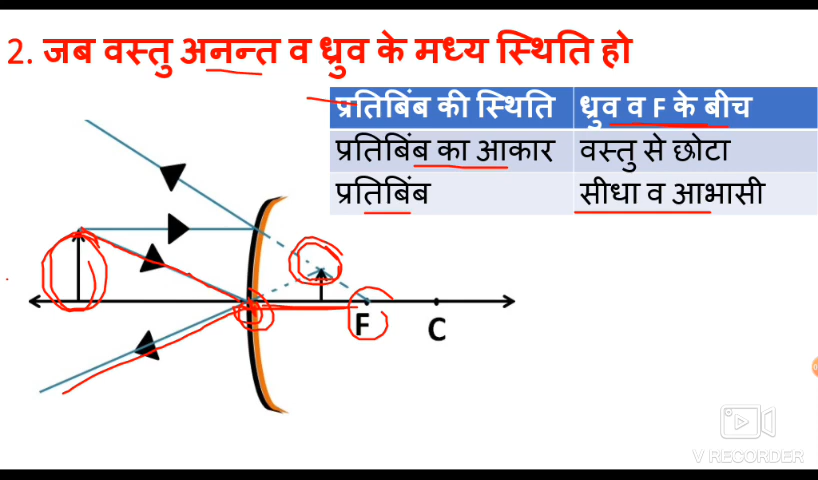 2. जब वस्तु अनन्त व ध्रुव के मध्य स्थिति हो
प्रतिबिंब की स्थिति ध्रुव व F के बीच
प्रतिबिंब का आकार वस्तु से छोटा
प्रतिबिंब सीधा व आभासी
F C
V RECORDER